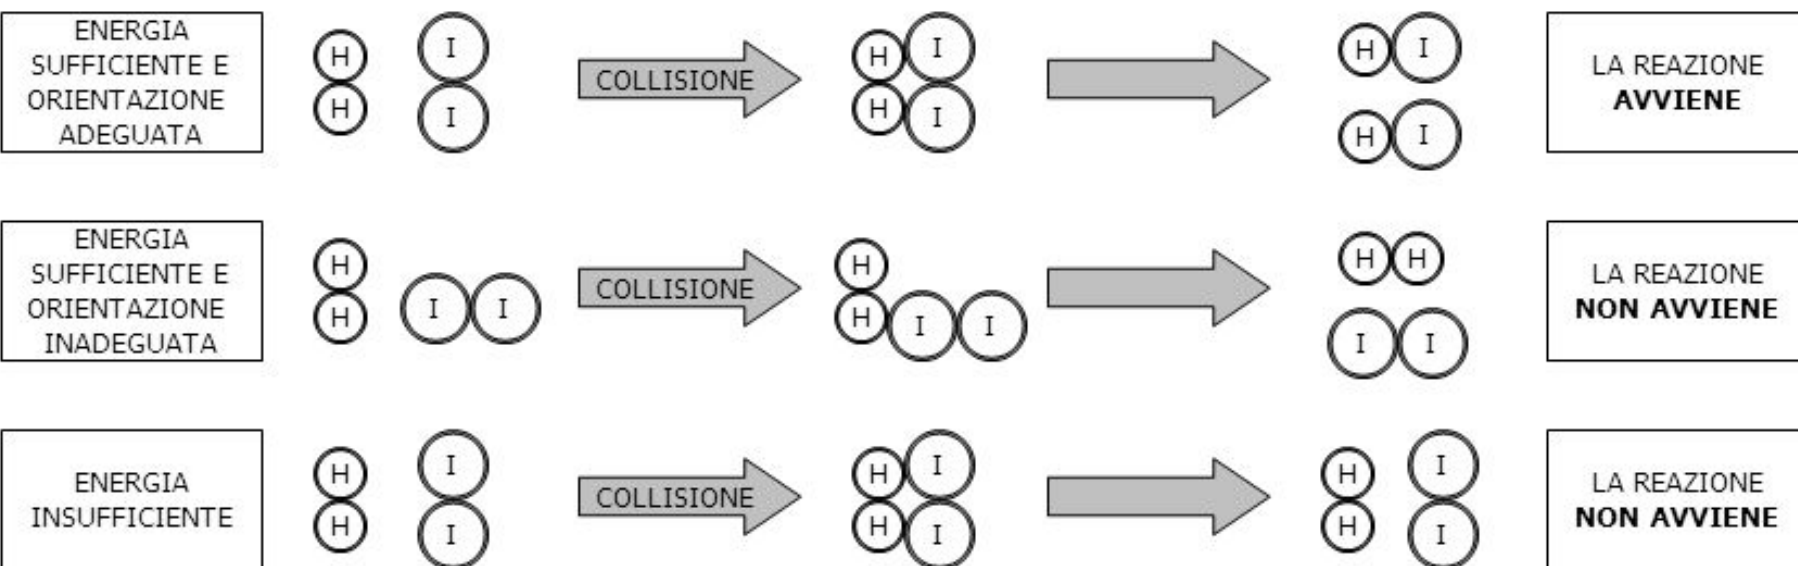 ENERGIA
SUFFICIENTE E
ORIENTAZIONE
ADEGUATA
H
H
I
I
COLLISIONE
H
H
I
I
H I
H I
LA REAZIONE
AVVIENE
ENERGIA
SUFFICIENTE E
ORIENTAZIONE
INADEGUATA
H
H
I I
COLLISIONE
H
H I I
H H
I I
LA REAZIONE
NON AVVIENE
ENERGIA
INSUFFICIENTE
H
H
I
I
COLLISIONE
H
H
I
I
H
H
I
I
LA REAZIONE
NON AVVIENE